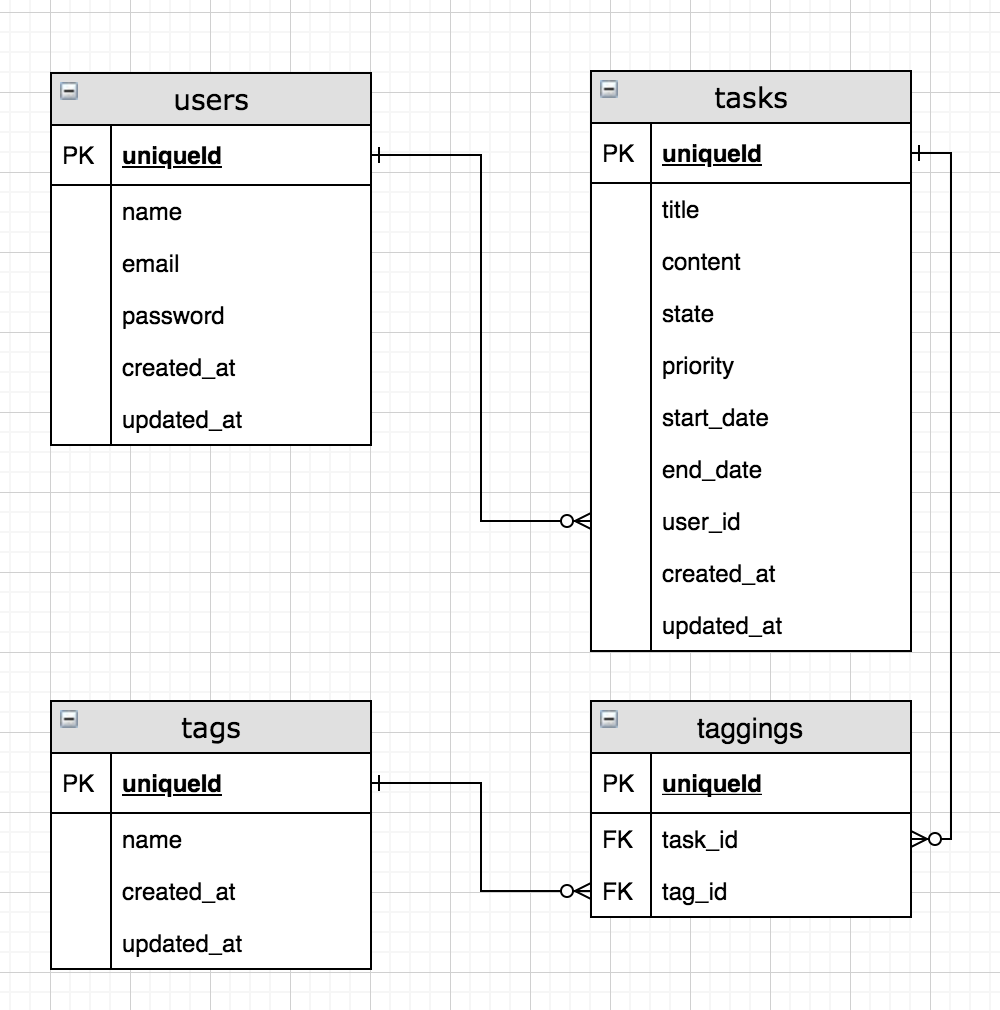 users
PK uniqueId
name
email
password
created_at
updated_at
tasks
PK uniqueId
title
content
state
priority
start_date
end_date
user_id
created_at
updated_at
tags
PK uniqueId
name
created_at
updated_at
taggings
PK uniqueId
FK task_id
FK tag_id